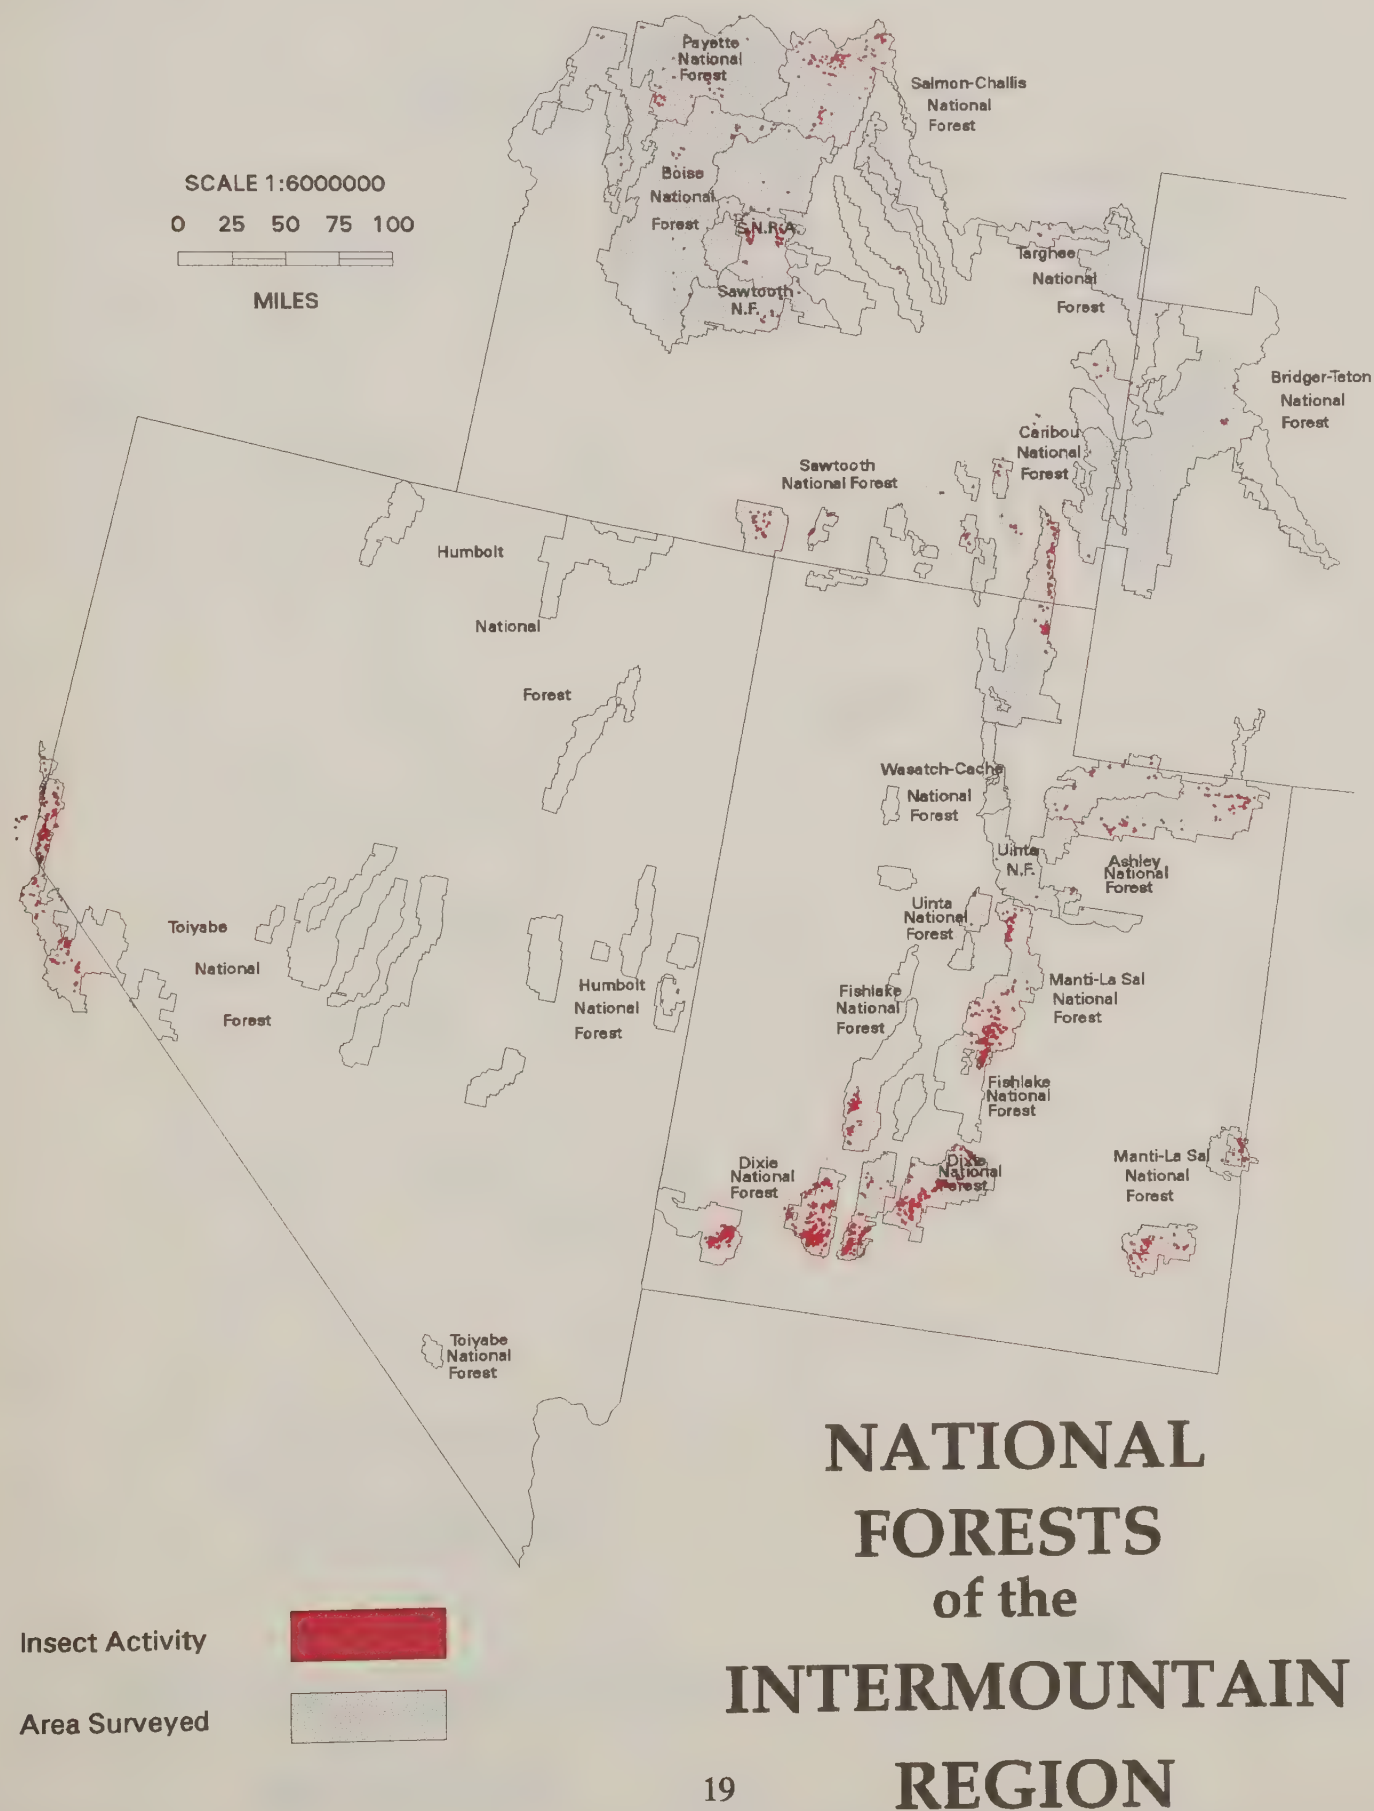 Payette
National
Forest
Salmon-Challis
National
Forest
SCALE 1:6000000
0 25 50 75 100
MILES
Boise
National
Forest
S.N.R.A.
Sawtooth
N.F.
Targhee
National
Forest
Bridger-Teton
National
Forest
Caribou
National
Forest
Sawtooth
National Forest
Humbolt
National
Forest
Wasatch-Cache
National
Forest
Uinta
N.F.
Ashley
National
Forest
Uinta
National
Forest
Toiyabe
National
Forest
Humbolt
National
Forest
Fishlake
National
Forest
Manti-La Sal
National
Forest
Fishlake
National
Forest
Dixie
National
Forest
Dixie
National
Forest
Manti-La Sal
National
Forest
Toiyabe
National
Forest
NATIONAL
FORESTS
of the
INTERMOUNTAIN
REGION
Insect Activity
Area Surveyed
19